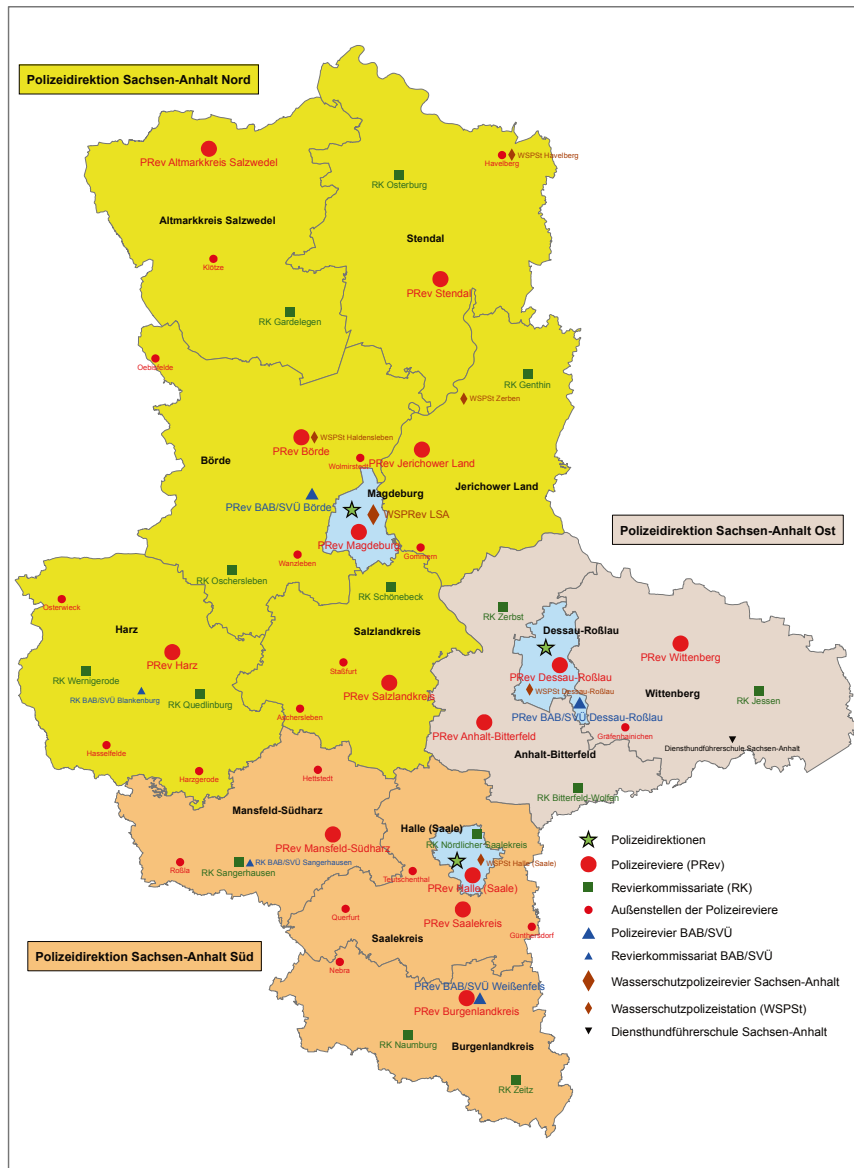 Polizeidirektion Sachsen-Anhalt Nord
PRev Altmarkkreis Salzwedel
WSPSt Havelberg
Havelberg
RK Osterburg
Altmarkkreis Salzwedel
Stendal
Klötze
PRev Stendal
RK Gardelegen
Oebisfelde
RK Genthin
WSPSt Zerben
WSPSt Haldensleben
PRev Börde
Börde
Wolmirstedt
PRev Jerichower Land
Jerichower Land
Magdeburg
PRev BAB/SVÜ Börde
WSPRev LSA
Polizeidirektion Sachsen-Anhalt Ost
PRev Magdeburg
Wanzleben
Gommern
RK Oschersleben
RK Schönebeck
Osterwieck
RK Zerbst
Harz
Salzlandkreis
Dessau-Roßlau
PRev Harz
PRev Wittenberg
Staßfurt
PRev Dessau-Roßlau
RK Wernigerode
WSPSt Dessau-Roßlau
Wittenberg
PRev Salzlandkreis
RK BAB/SVÜ Blankenburg
RK Quedlinburg
RK Jessen
Aschersleben
PRev BAB/SVÜ Dessau-Roßlau
PRev Anhalt-Bitterfeld
Gräfenhainichen
Diensthundführerschule Sachsen-Anhalt
Hasselfelde
Anhalt-Bitterfeld
Harzgerode
Hettstedt
RK Bitterfeld-Wolfen
Mansfeld-Südharz
Halle (Saale)
PRev Mansfeld-Südharz
RK Nördlicher Saalekreis
Roßla
RK Sangerhausen
RK BAB/SVÜ Sangerhausen
WSPSt Halle (Saale)
Teutschenthal
PRev Halle (Saale)
Querfurt
PRev Saalekreis
Günthersdorf
Saalekreis
Polizeidirektion Sachsen-Anhalt Süd
Nebra
PRev BAB/SVÜ Weißenfels
PRev Burgenlandkreis
RK Naumburg
Burgenlandkreis
RK Zeitz
Polizeidirektionen
Polizeireviere (PRev)
Revierkommissariate (RK)
Außenstellen der Polizeireviere
Polizeirevier BAB/SVÜ
Revierkommissariat BAB/SVÜ
Wasserschutzpolizeirevier Sachsen-Anhalt
Wasserschutzpolizeistation (WSPSt)
Diensthundführerschule Sachsen-Anhalt